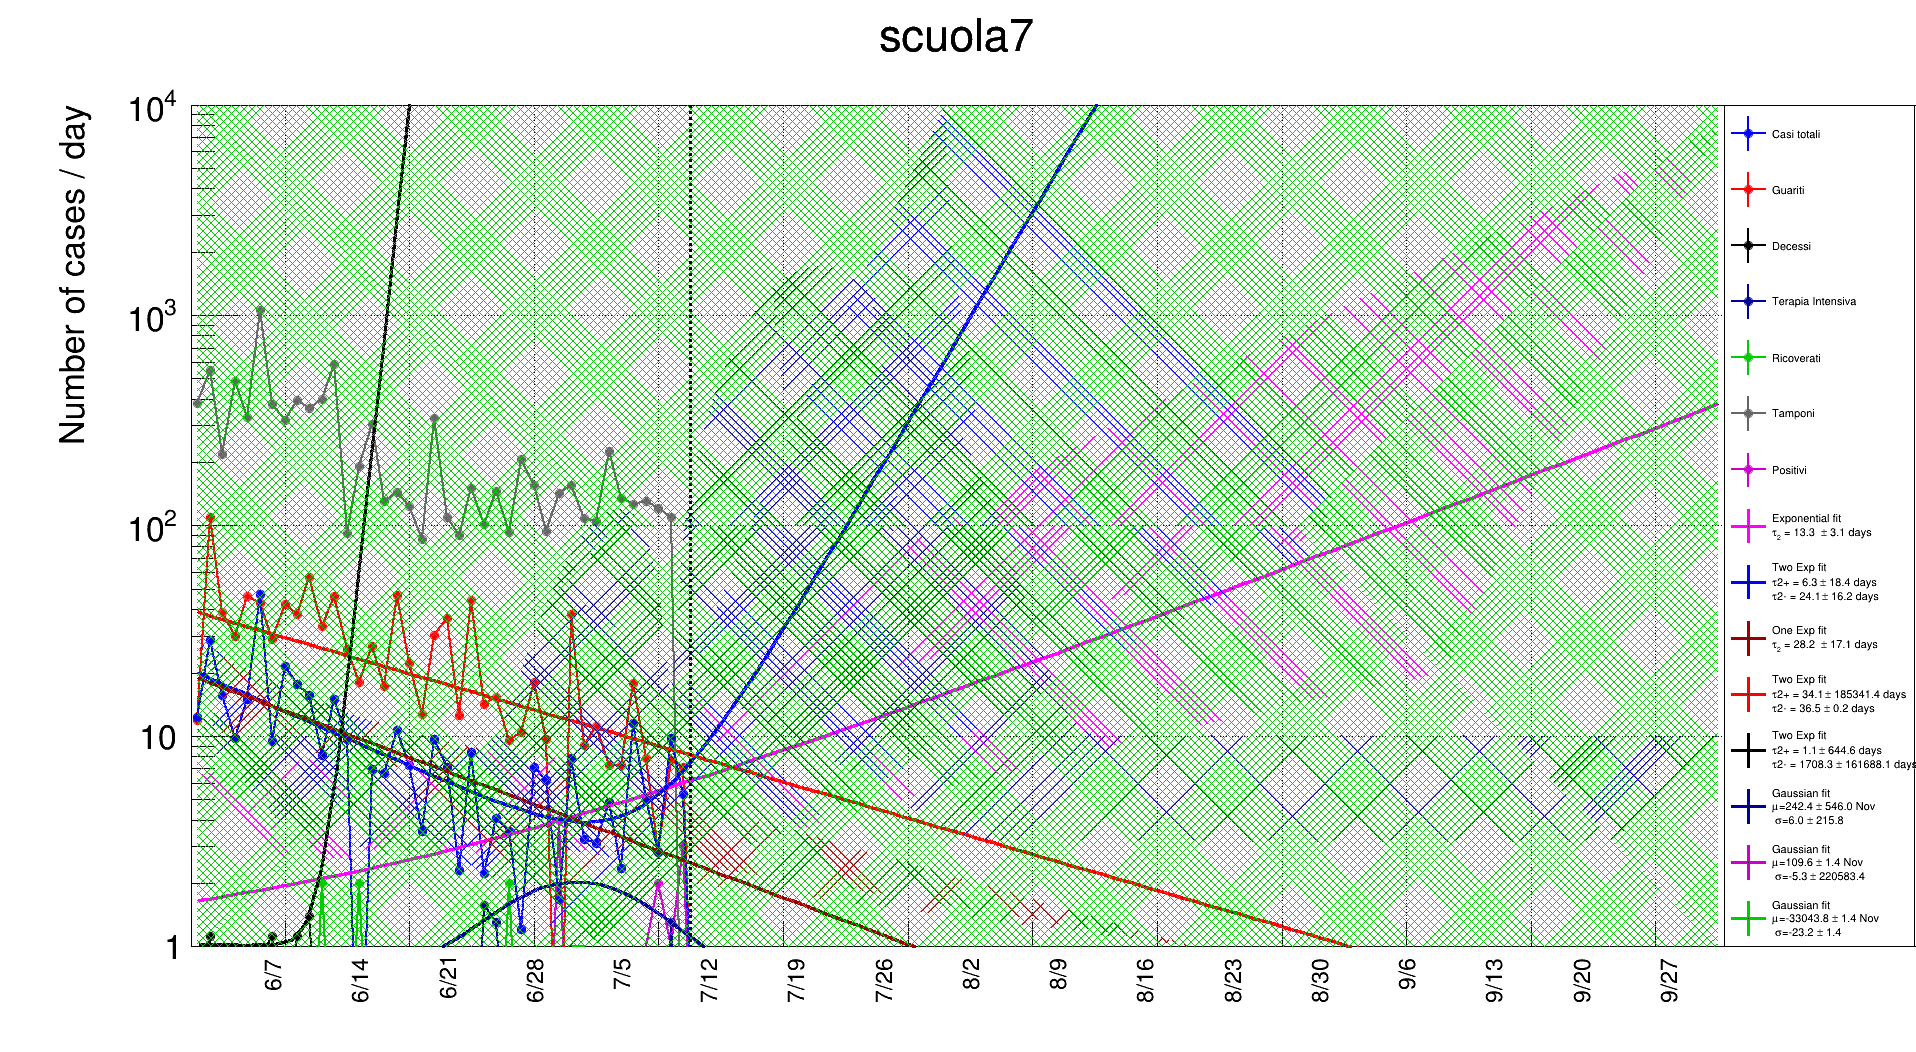 scuola7
Number of cases / day
10^4
10^3
10^2
10
1
6/7
6/14
6/21
6/28
7/5
7/12
7/19
7/26
8/2
8/9
8/16
8/23
8/30
9/6
9/13
9/20
9/27
Casi totali
Guariti
Decessi
Terapia Intensiva
Ricoverati
Tamponi
Positivi
Exponential fit
τ_2 = 13.3 ± 3.1 days
Two Exp fit
τ2+ = 6.3 ± 18.4 days
τ2- = 24.1 ± 16.2 days
One Exp fit
τ_2 = 28.2 ± 17.1 days
Two Exp fit
τ2+ = 34.1 ± 185341.4 days
τ2- = 36.5 ± 0.2 days
Two Exp fit
τ2+ = 1.1 ± 644.6 days
τ2- = 1708.3 ± 161688.1 days
Gaussian fit
μ=242.4 ± 546.0 Nov
σ=6.0 ± 215.8
Gaussian fit
μ=109.6 ± 1.4 Nov
σ=-5.3 ± 220583.4
Gaussian fit
μ=-33043.8 ± 1.4 Nov
σ=-23.2 ± 1.4